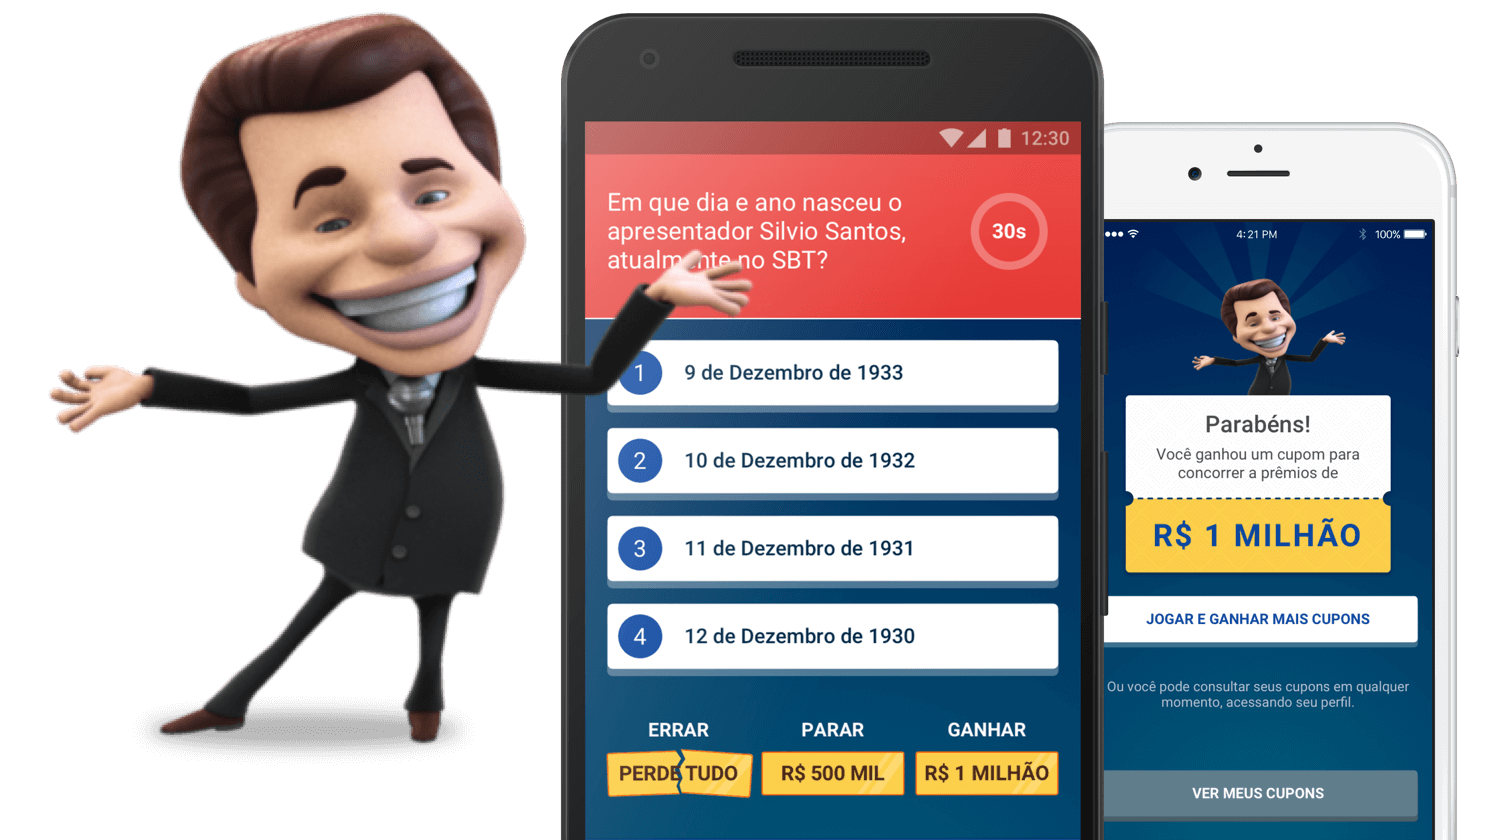 12:30
Em que dia e ano nasceu o
apresentador Silvio Santos,
atualmente no SBT?
30s
1 9 de Dezembro de 1933
2 10 de Dezembro de 1932
3 11 de Dezembro de 1931
4 12 de Dezembro de 1930
ERRAR PARAR GANHAR
PERDE TUDO R$ 500 MIL R$ 1 MILHÃO
4:21 PM 100%
Parabéns!
Você ganhou um cupom para
concorrer a prêmios de
R$ 1 MILHÃO
JOGAR E GANHAR MAIS CUPONS
Ou você pode consultar seus cupons em qualquer
momento, acessando seu perfil.
VER MEUS CUPONS